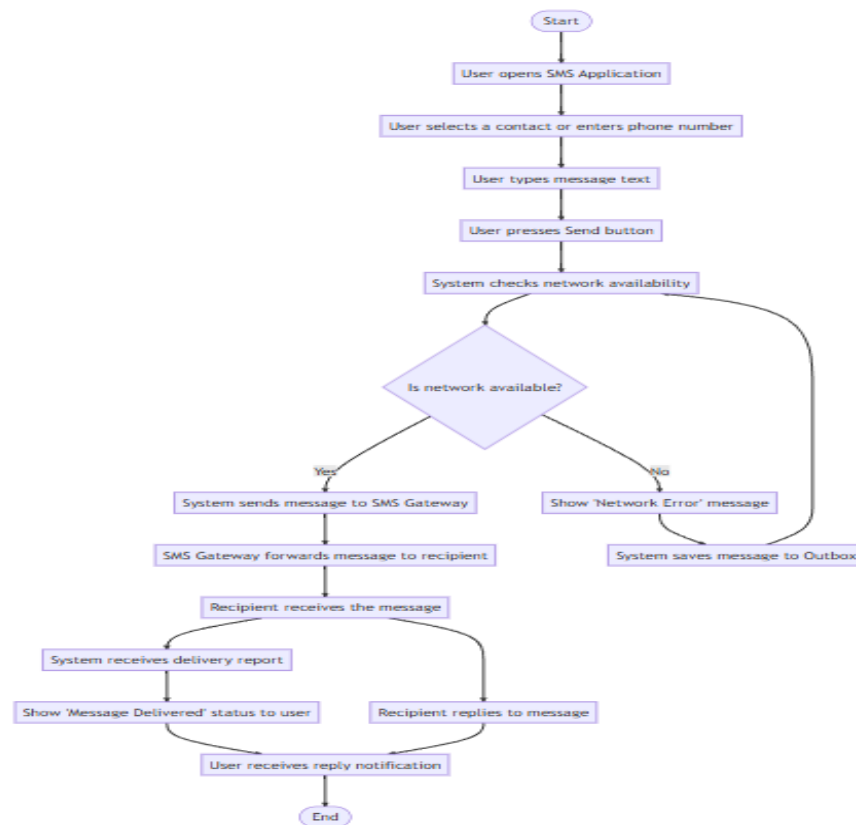 Start
User opens SMS Application
User selects a contact or enters phone number
User types message text
User presses Send button
System checks network availability
Is network available?
Yes
No
System sends message to SMS Gateway
Show 'Network Error' message
SMS Gateway forwards message to recipient
System saves message to Outbox
Recipient receives the message
System receives delivery report
Show 'Message Delivered' status to user
Recipient replies to message
User receives reply notification
End